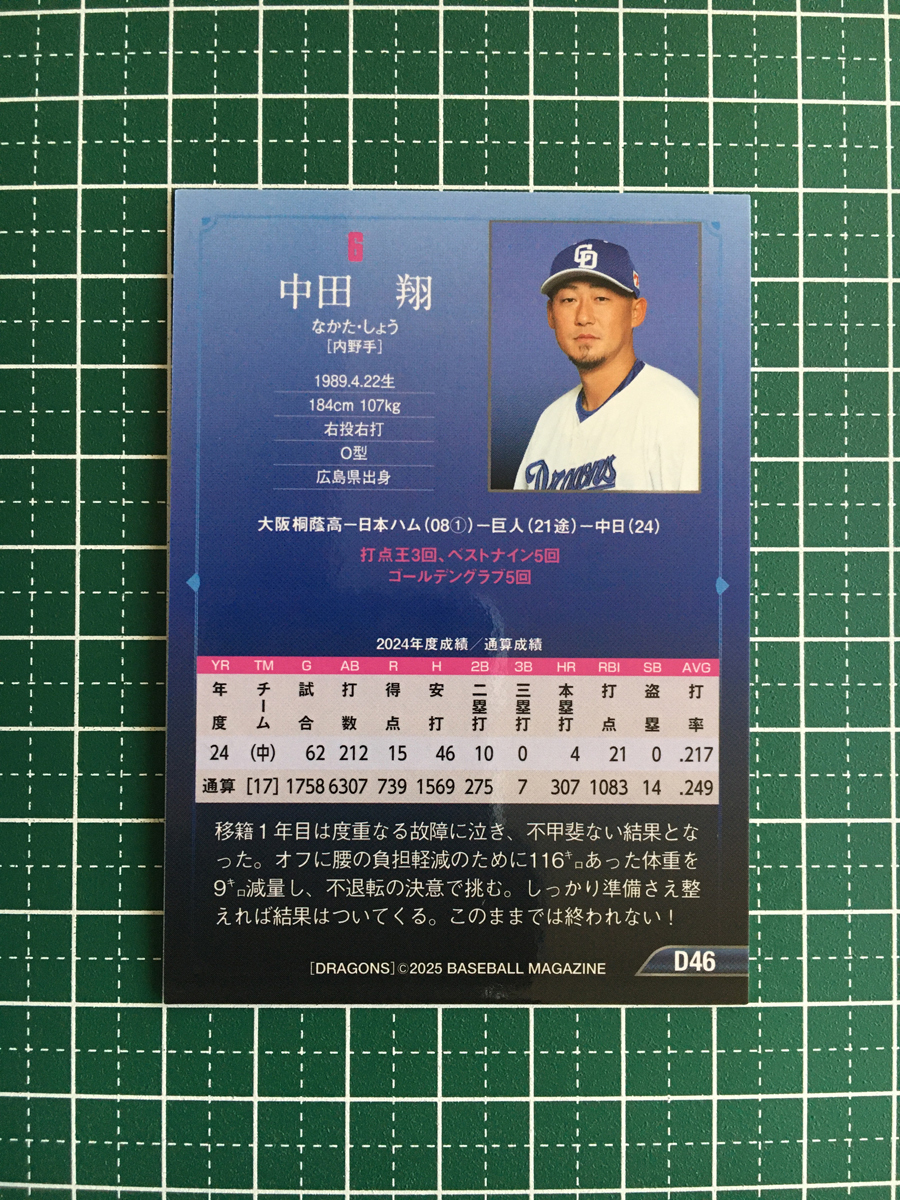 6
中田 翔
なかた・しょう
[内野手]
1989.4.22生
184cm 107kg
右投右打
O型
広島県出身
CD
Dragons
大阪桐蔭高－日本ハム(08①)－巨人(21途)－中日(24)
打点王3回、ベストナイン5回
ゴールデングラブ5回
2024年度成績／通算成績
YR TM G AB R H 2B 3B HR RBI SB AVG
年度 チーム 試合 打数 得点 安打 二塁打 三塁打 本塁打 打点 盗塁 打率
24 (中) 62 212 15 46 10 0 4 21 0 .217
通算 [17] 1758 6307 739 1569 275 7 307 1083 14 .249
移籍1年目は度重なる故障に泣き、不甲斐ない結果とな
った。オフに腰の負担軽減のために116㌔あった体重を
9㌔減量し、不退転の決意で挑む。しっかり準備さえ整
えれば結果はついてくる。このままでは終われない！
[DRAGONS]©2025 BASEBALL MAGAZINE
D46